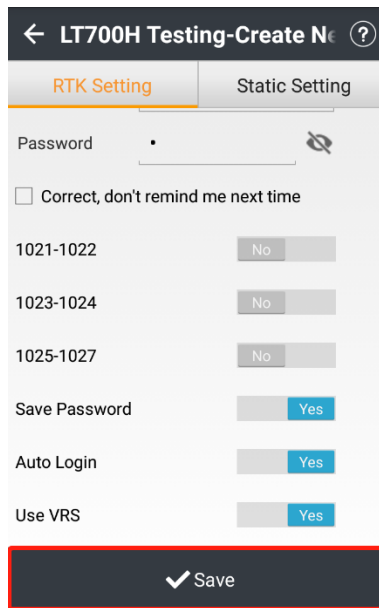 LT700H Testing-Create Ne
RTK Setting Static Setting
Password •
Correct, don't remind me next time
1021-1022 No
1023-1024 No
1025-1027 No
Save Password Yes
Auto Login Yes
Use VRS Yes
Save